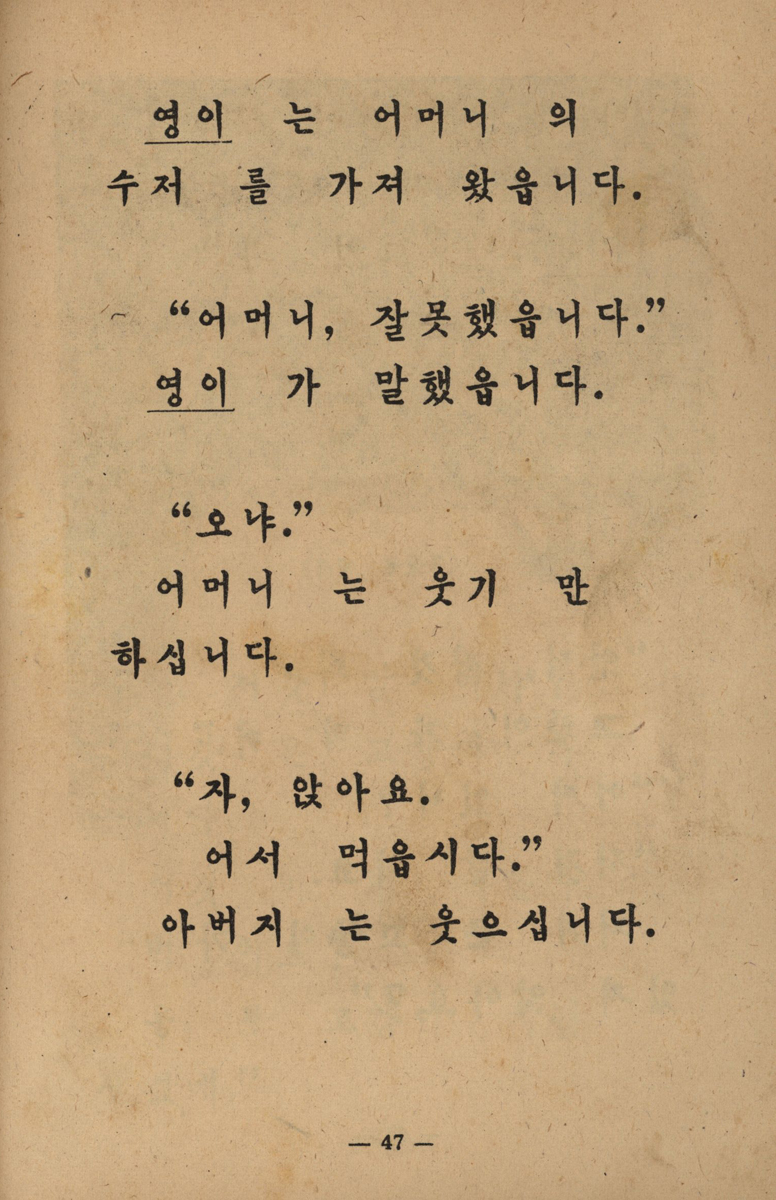 영이 는 어머니 의
수저 를 가져 왔읍니다.
“어머니, 잘못했읍니다.”
영이 가 말했읍니다.
“오냐.”
어머니 는 웃기 만
하십니다.
“자, 앉아요.
어서 먹읍시다.”
아버지 는 웃으십니다.
— 47 —